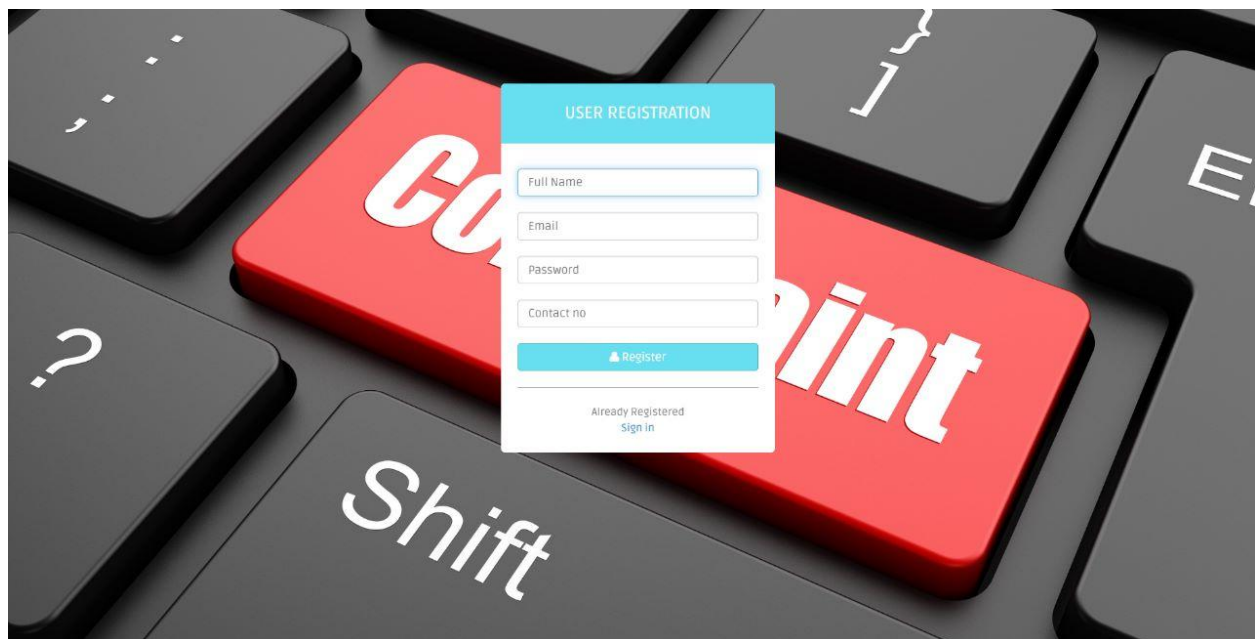 : ;
}
]
USER REGISTRATION
Full Name
Email
Password
Contact no
Register
Already Registered
Sign in
?
Shift